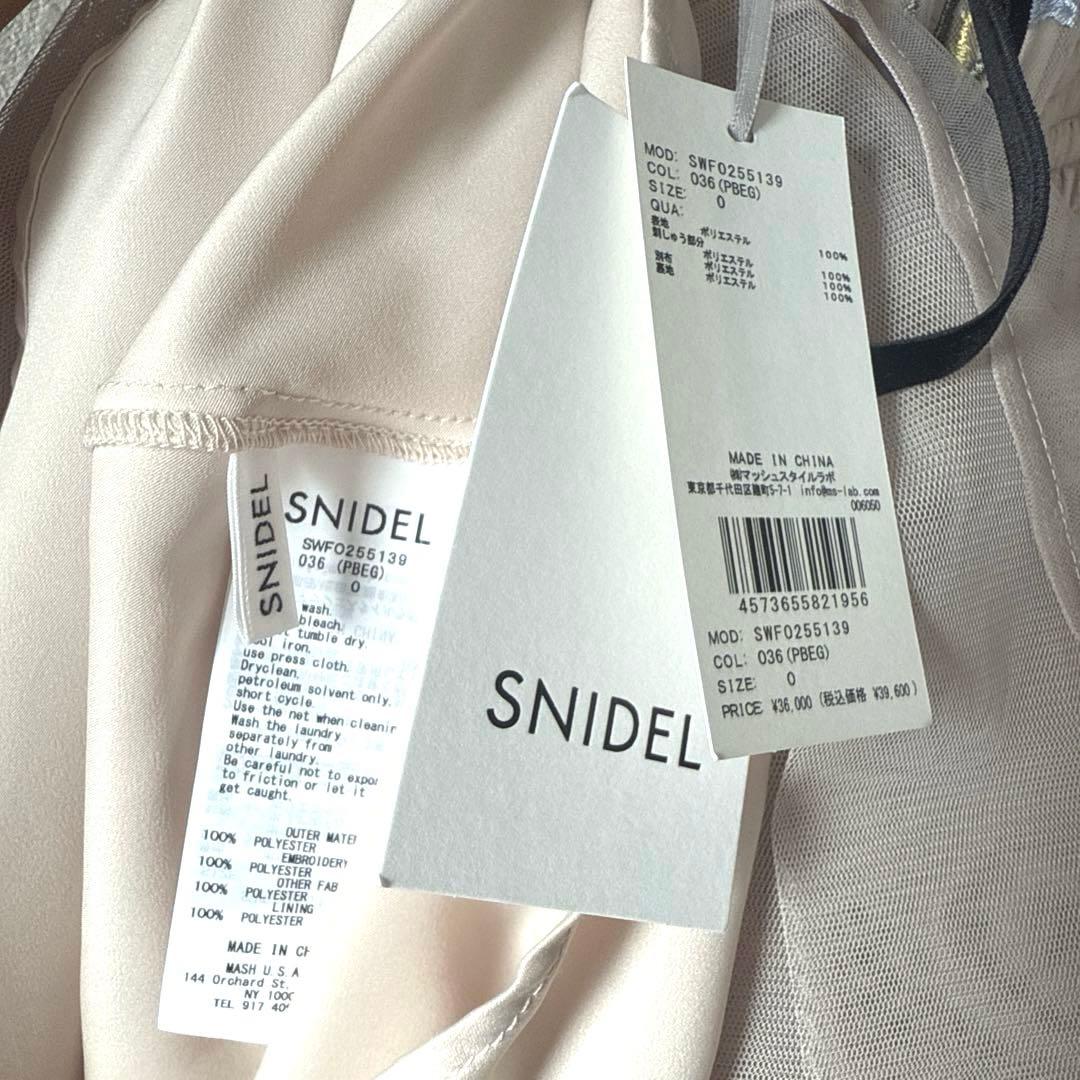 MOD: SWFO255139
COL: 036(PBEG)
SIZE: 0
QUA:
表地 ポリエステル 100%
刺しゅう部分 ポリエステル 100%
別布 ポリエステル 100%
裏地 ポリエステル 100%
MADE IN CHINA
㈱マッシュスタイルラボ
東京都千代田区麹町5-7-1 info@ms-lab.com
006050
4573655821956
MOD: SWFO255139
COL: 036(PBEG)
SIZE: 0
PRICE: ¥36,000 (税込価格 ¥39,600)
SNIDEL
SNIDEL
SNIDEL
SWFO255139
036 (PBEG)
0
wash.
bleach.
tumble dry.
iron.
use press cloth.
Dryclean,
petroleum solvent only.
short cycle.
Use the net when cleanin
Wash the laundry
separately from
other laundry.
Be careful not to expo
to friction or let it
get caught.
OUTER MATE
100% POLYESTER
EMBROIDERY
100% POLYESTER
OTHER FAB
100% POLYESTER
LINING
100% POLYESTER
MADE IN CH
MASH U.S.A
144 Orchard St.
NY 100
TEL 917 40